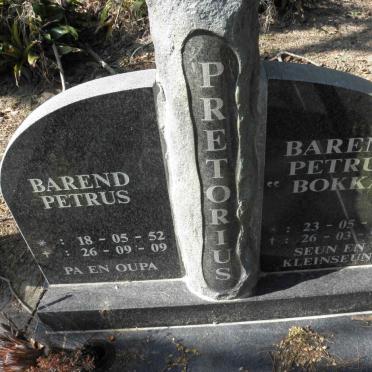 PRETORIUS
BAREND
PETRUS
* : 18 - 05 - 52
† : 26 - 09 - 09
PA EN OUPA
BAREN
PETRU
" BOKKA
: 23 - 05 -
† : 26 - 03 -
SEUN EN
KLEINSEUN